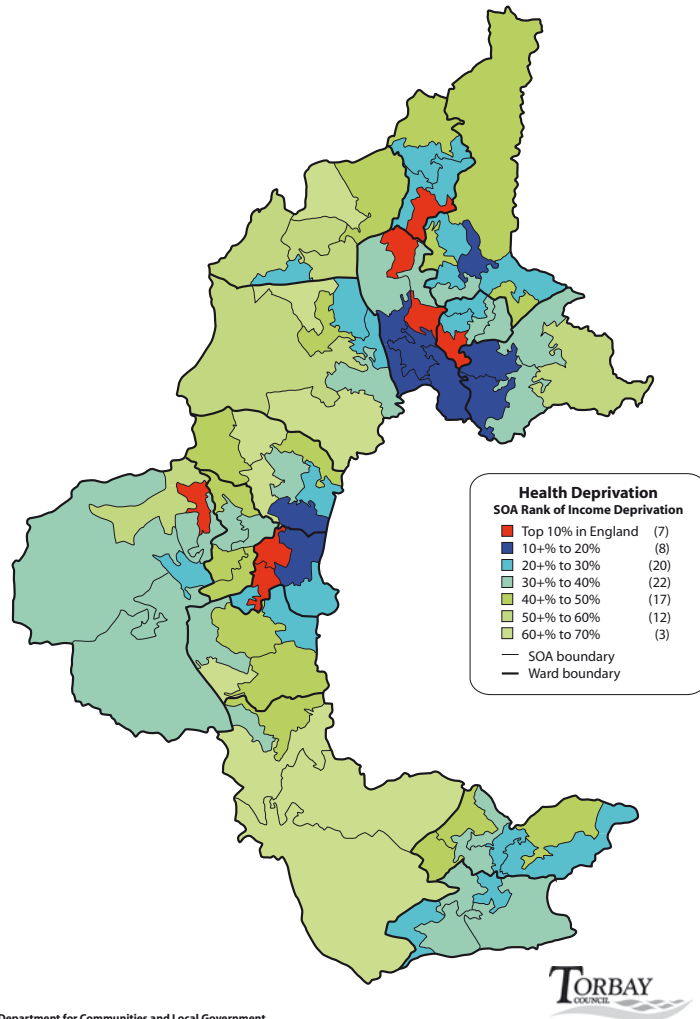 Health Deprivation
SOA Rank of Income Deprivation
Top 10% in England (7)
10+% to 20% (8)
20+% to 30% (20)
30+% to 40% (22)
40+% to 50% (17)
50+% to 60% (12)
60+% to 70% (3)
SOA boundary
Ward boundary
TORBAY
COUNCIL
Department for Communities and Local Government